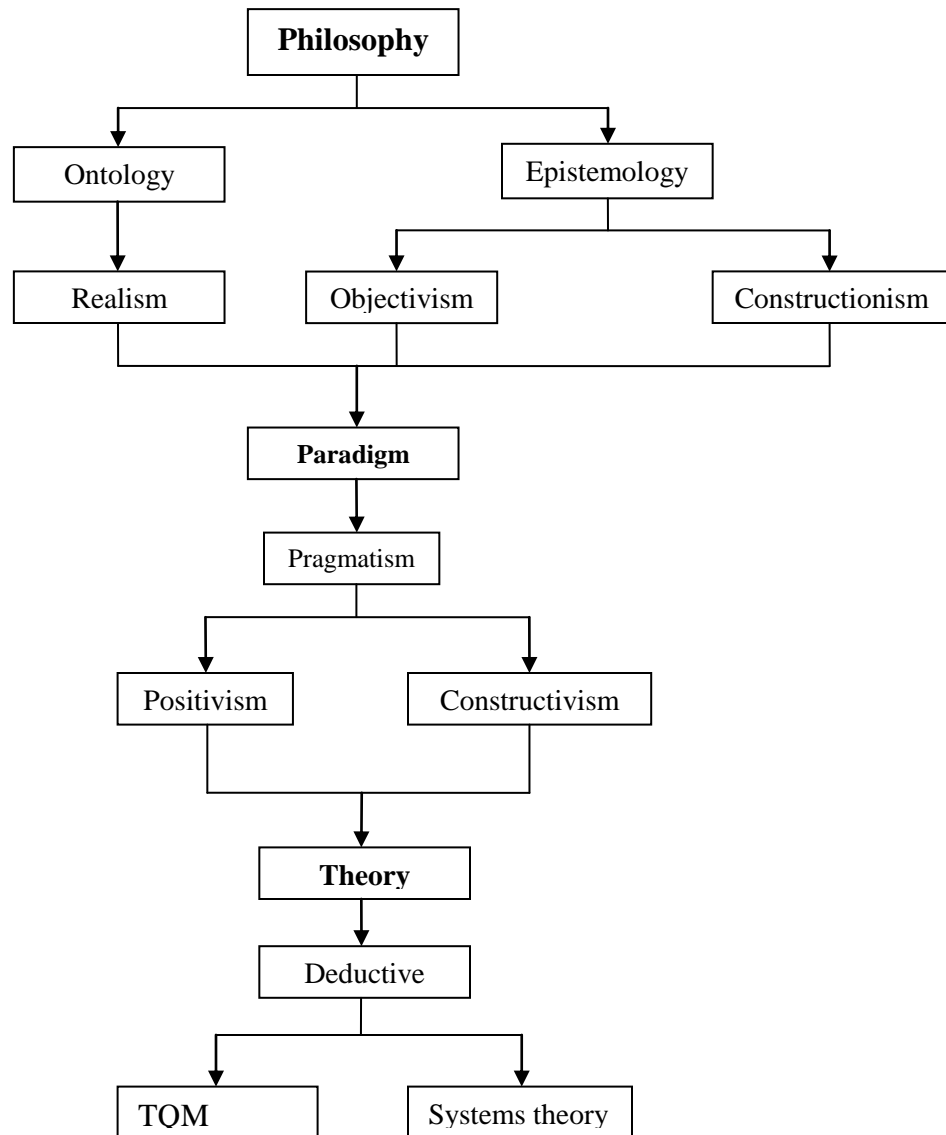 Philosophy
Ontology
Epistemology
Realism
Objectivism
Constructionism
Paradigm
Pragmatism
Positivism
Constructivism
Theory
Deductive
TQM
Systems theory